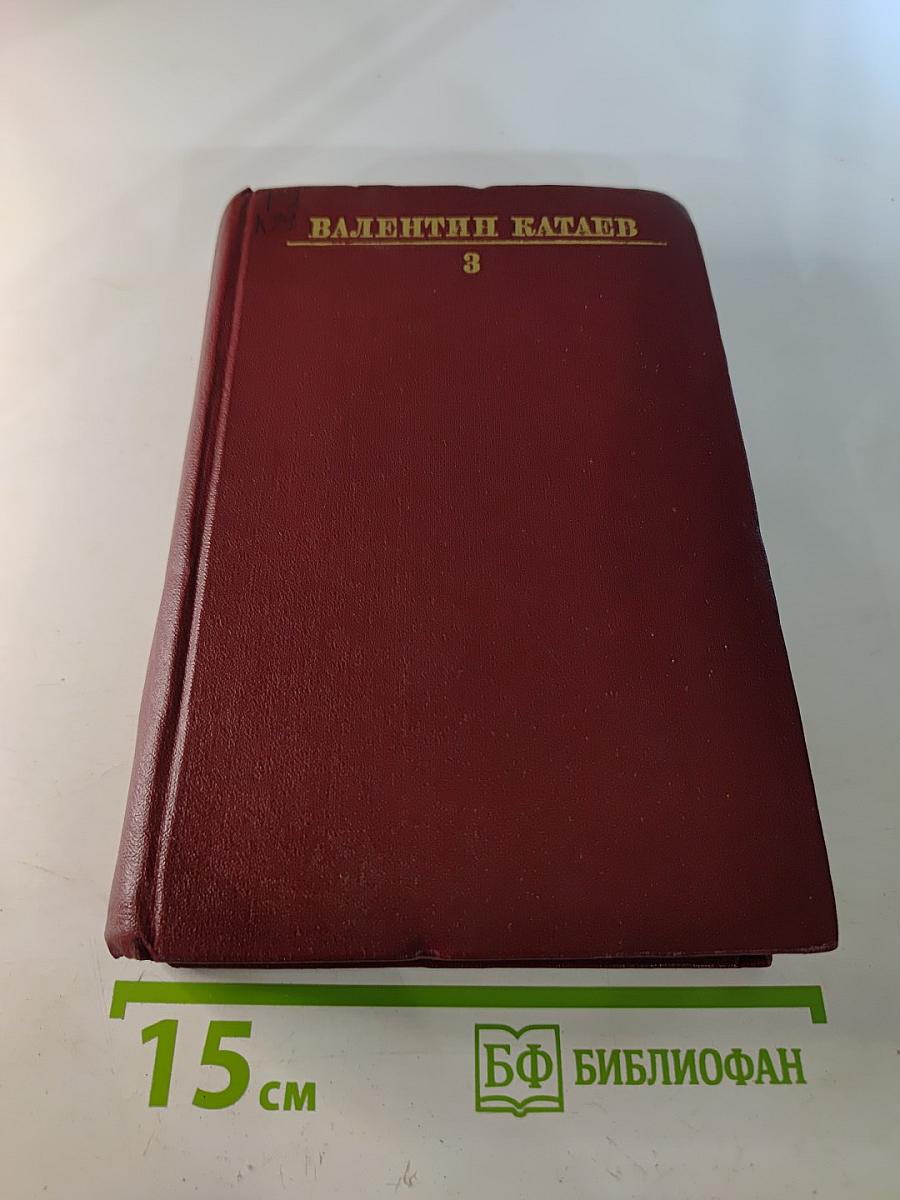 ВАЛЕНТИН КАТАЕВ
3
15 см
БФ БИБЛИОФАН